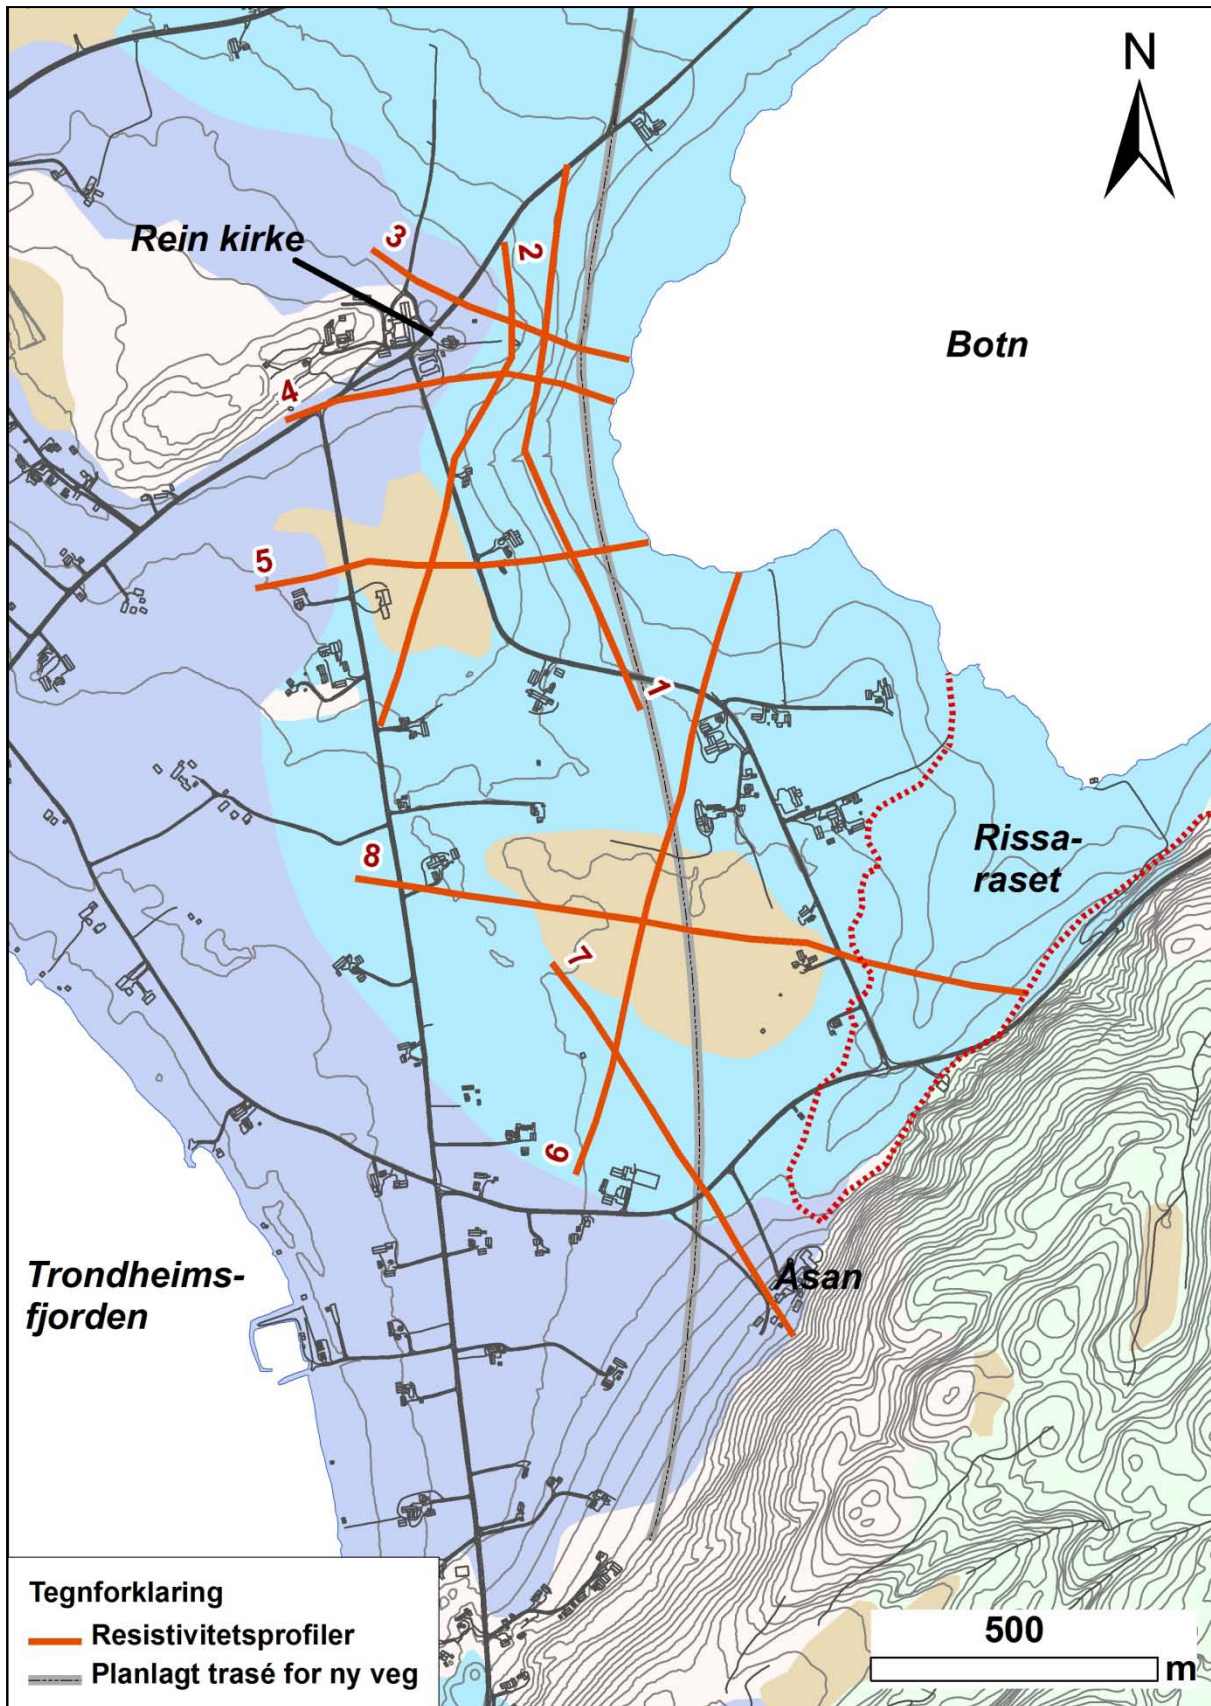 N
Rein kirke
3
2
Botn
4
5
1
8
Rissa-
raset
7
9
Trondheims-
fjorden
Åsan
Tegnforklaring
Resistivitetsprofiler
Planlagt trasé for ny veg
500
m